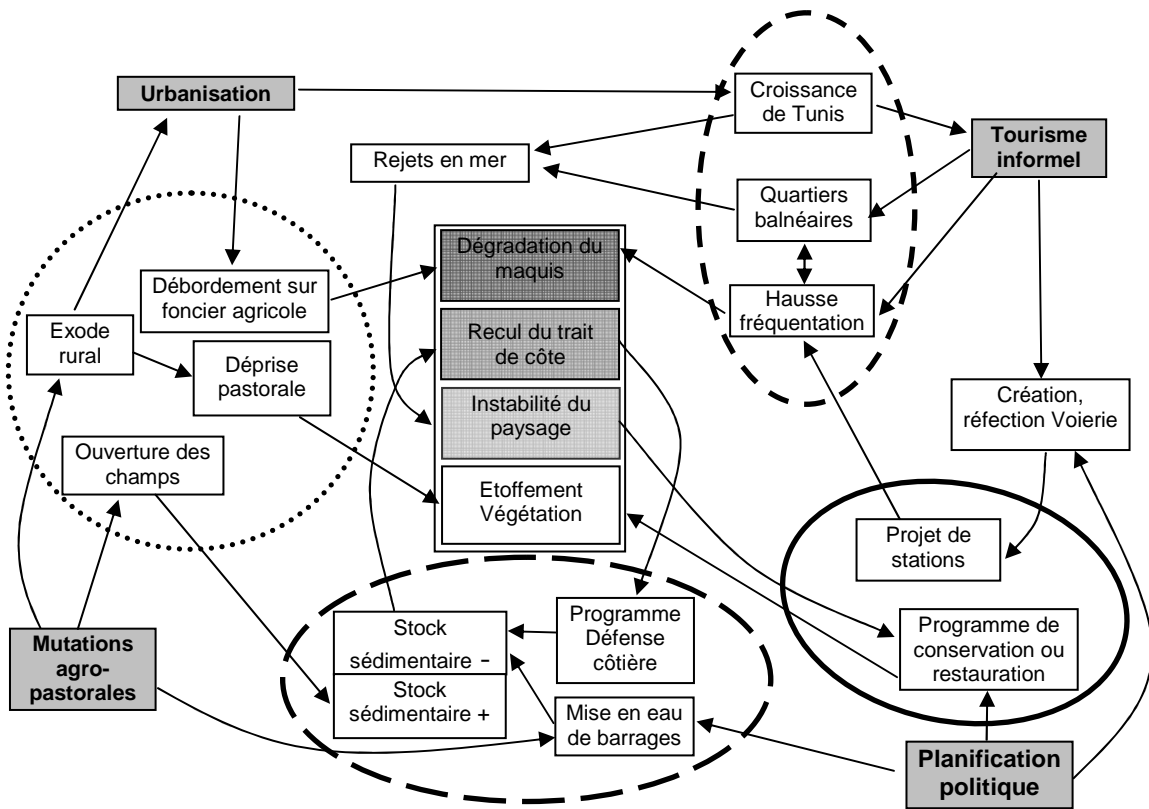 Urbanisation
Croissance
de Tunis
Tourisme
informel
Rejets en mer
Quartiers
balnéaires
Dégradation du
maquis
Débordement sur
foncier agricole
Hausse
fréquentation
Exode
rural
Recul du trait
de côte
Déprise
pastorale
Création,
réfection Voierie
Instabilité du
paysage
Ouverture des
champs
Etoffement
Végétation
Projet de
stations
Programme
Défense
côtière
Stock
sédimentaire -
Programme de
conservation ou
restauration
Mutations
agro-
pastorales
Stock
sédimentaire +
Mise en eau
de barrages
Planification
politique